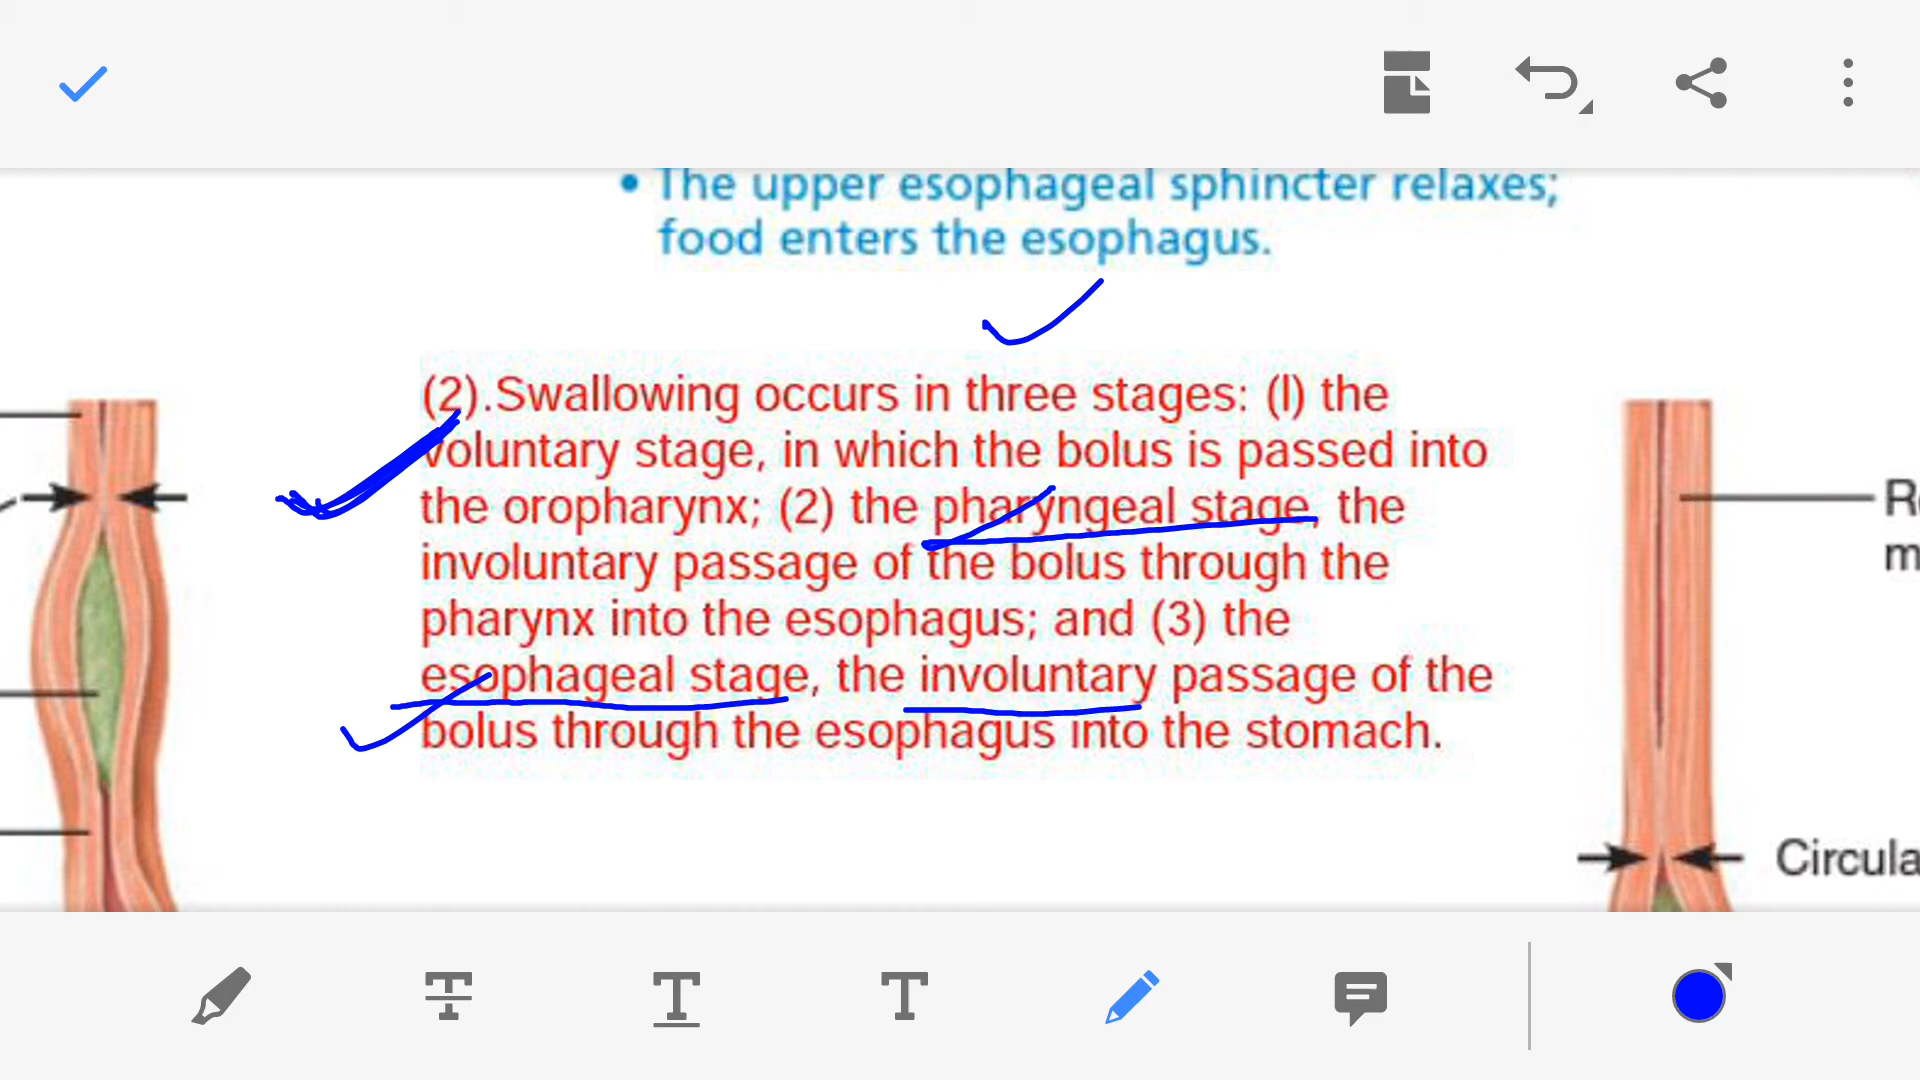 • The upper esophageal sphincter relaxes;
food enters the esophagus.
(2).Swallowing occurs in three stages: (l) the
voluntary stage, in which the bolus is passed into
the oropharynx; (2) the pharyngeal stage, the
involuntary passage of the bolus through the
pharynx into the esophagus; and (3) the
esophageal stage, the involuntary passage of the
bolus through the esophagus into the stomach.